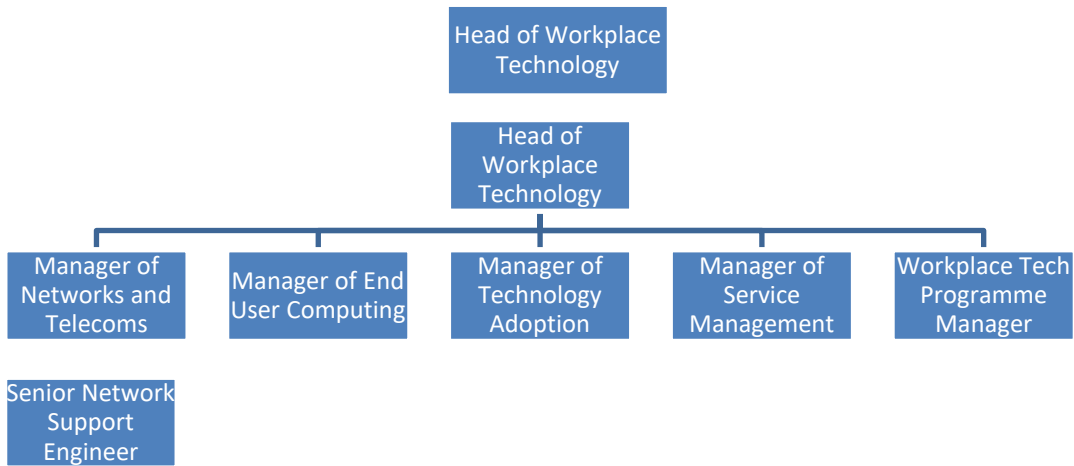 Head of Workplace
Technology
Head of
Workplace
Technology
Manager of
Networks and
Telecoms
Manager of End
User Computing
Manager of
Technology
Adoption
Manager of
Service
Management
Workplace Tech
Programme
Manager
Senior Network
Support
Engineer